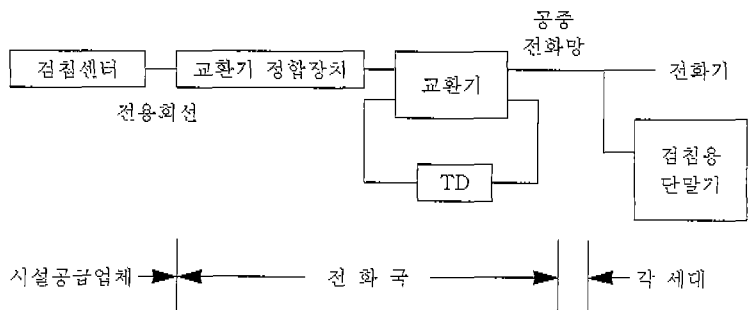 공중
전화망
검침센터
교환기 정합장치
교환기
전화기
전용회선
검침용
단말기
TD
시설공급업체
전 화 국
각 세대